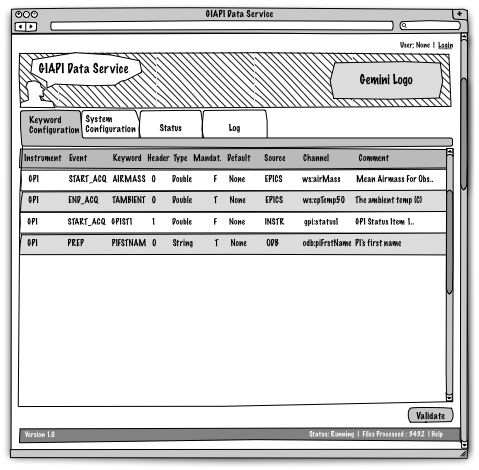 GIAPI Data Service
User: None | Login
GIAPI Data Service
Gemini Logo
Keyword Configuration
System Configuration
Status
Log
Instrument Event Keyword Header Type Mandat. Default Source Channel Comment
GPI START_ACQ AIRMASS 0 Double F None EPICS ws:airMass Mean Airmass For Obs..
GPI END_ACQ TAMBIENT 0 Double T None EPICS ws:cpTemp50 The ambient temp (C)
GPI START_ACQ GPIST1 1 Double F None INSTR gpi:status1 GPI Status Item 1..
GPI PREP PIFSTNAM 0 String T None ODB odb:piFrstName PI's first name
Validate
Version 1.0 Status: Running | Files Processed : 3492 | Help